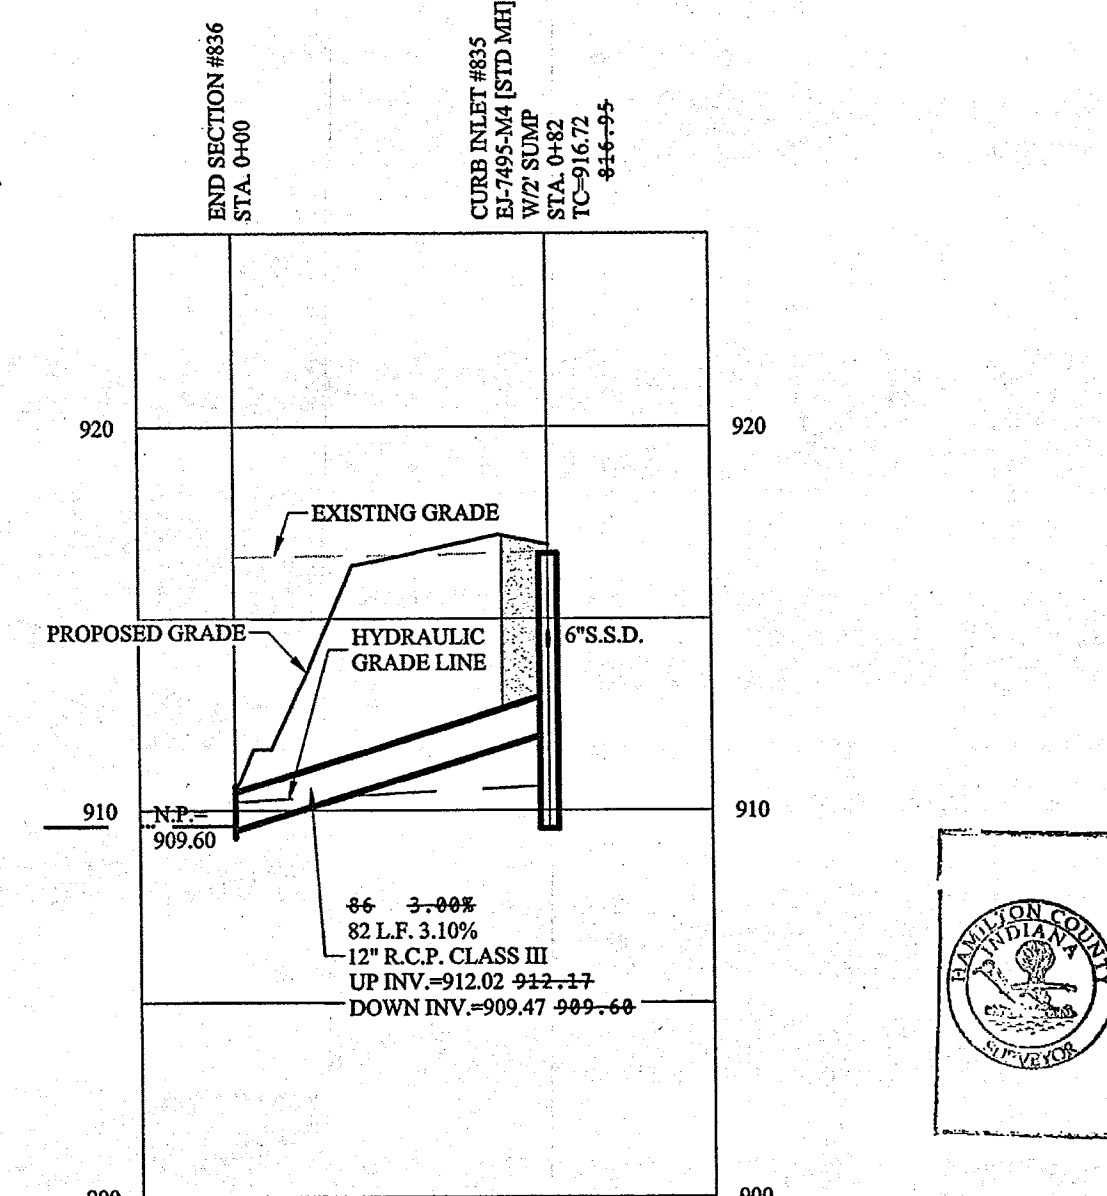 END SECTION #836
STA. 0+00
CURB INLET #835
EJ-7495-M4 [STD MH]
W/2' SUMP
STA. 0+82
TC=916.72
816.95
920
920
EXISTING GRADE
PROPOSED GRADE
HYDRAULIC
GRADE LINE
6"S.S.D.
910
910
N.P.=
909.60
86 3.00%
82 L.F. 3.10%
12" R.C.P. CLASS III
UP INV.=912.02 912.17
DOWN INV.=909.47 909.60
HAMILTON COUNTY
INDIANA
SURVEYOR
900